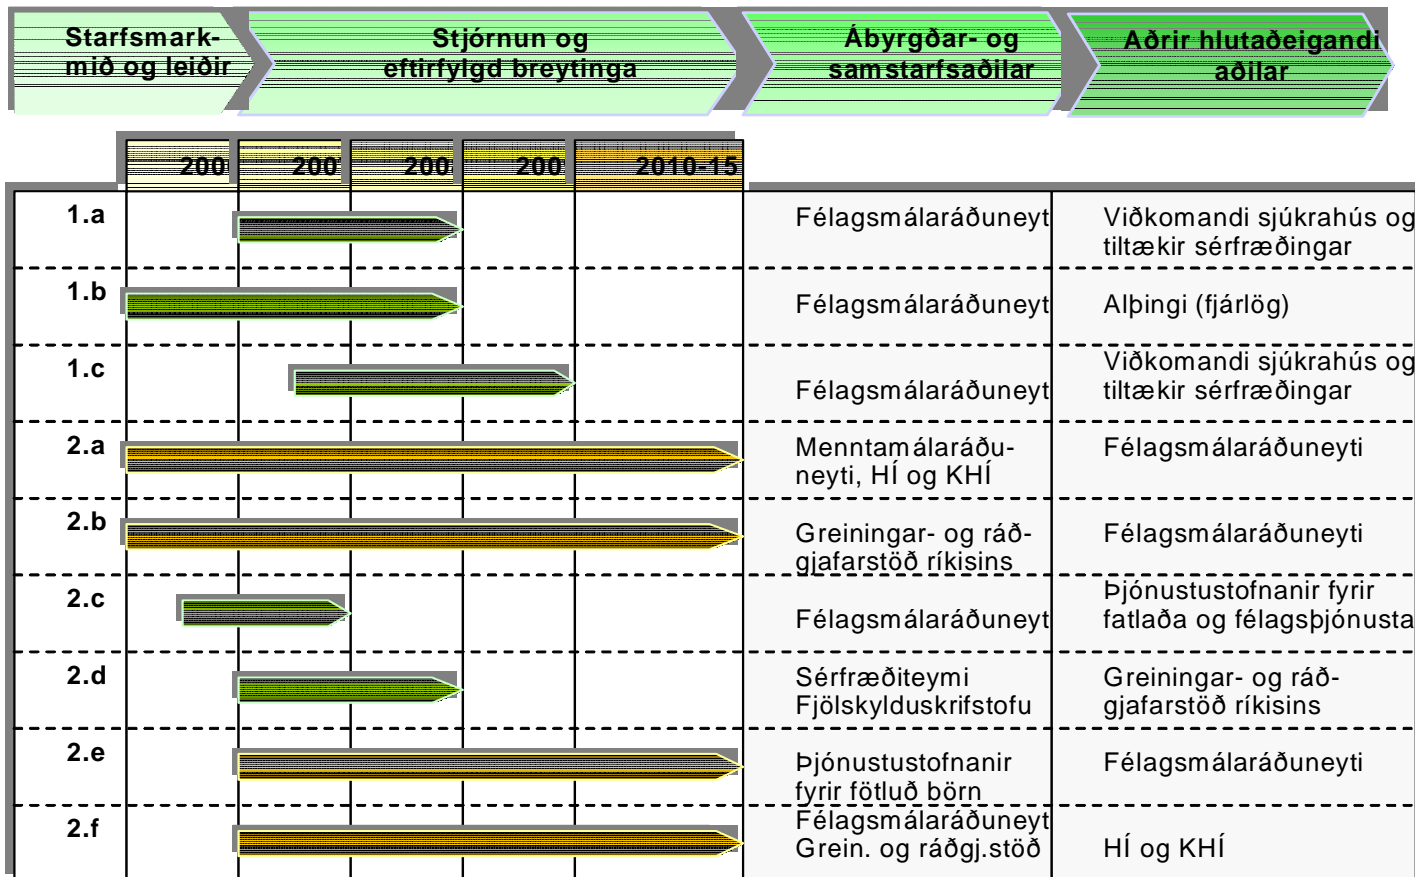 Starfsmark-
mið og leiðir
Stjórnun og
eftirfylgd breytinga
Ábyrgðar- og
samstarfsaðilar
Aðrir hlutaðeigandi
aðilar
200 200 200 200 2010-15
1.a
Félagsmálaráðuneyt
Viðkomandi sjúkrahús og
tiltækir sérfræðingar
1.b
Félagsmálaráðuneyt
Alþingi (fjárlög)
1.c
Félagsmálaráðuneyt
Viðkomandi sjúkrahús og
tiltækir sérfræðingar
2.a
Menntamálaráðu-
neyti, HÍ og KHÍ
Félagsmálaráðuneyti
2.b
Greiningar- og ráð-
gjafarstöð ríkisins
Félagsmálaráðuneyti
2.c
Félagsmálaráðuneyt
Þjónustustofnanir fyrir
fatlaða og félagsþjónusta
2.d
Sérfræðiteymi
Fjölskylduskrifstofu
Greiningar- og ráð-
gjafarstöð ríkisins
2.e
Þjónustustofnanir
fyrir fötluð börn
Félagsmálaráðuneyti
2.f
Félagsmálaráðuneyt
Grein. og ráðgj.stöð
HÍ og KHÍ